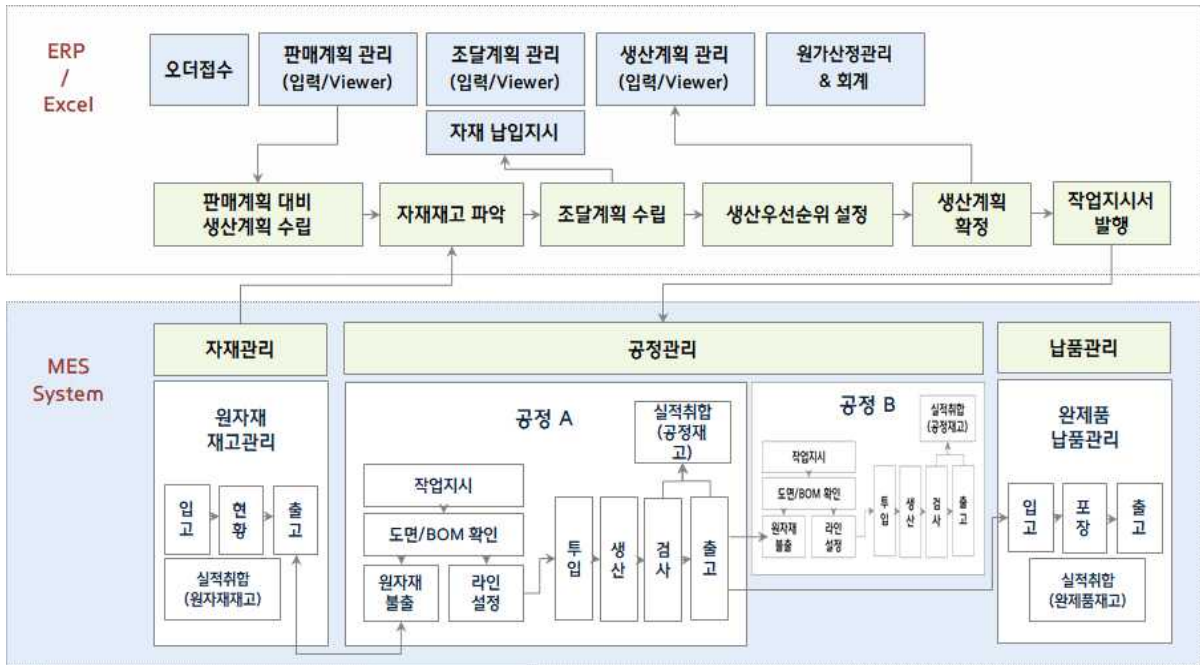 ERP
/
Excel
오더접수
판매계획 관리
(입력/Viewer)
조달계획 관리
(입력/Viewer)
생산계획 관리
(입력/Viewer)
원가산정관리
& 회계
자재 납입지시
판매계획 대비
생산계획 수립
자재재고 파악
조달계획 수립
생산우선순위 설정
생산계획
확정
작업지시서
발행
MES
System
자재관리
공정관리
납품관리
원자재
재고관리
입
고
현
황
출
고
실적취합
(원자재재고)
공정 A
실적취합
(공정재
고)
작업지시
도면/BOM 확인
원자재
불출
라인
설정
투
입
생
산
검
사
출
고
공정 B
실적취합
(공정재고)
작업지시
도면/BOM 확인
원자재
불출
라인
설정
투
입
생
산
검
사
출
고
완제품
납품관리
입
고
포
장
출
고
실적취합
(완제품재고)